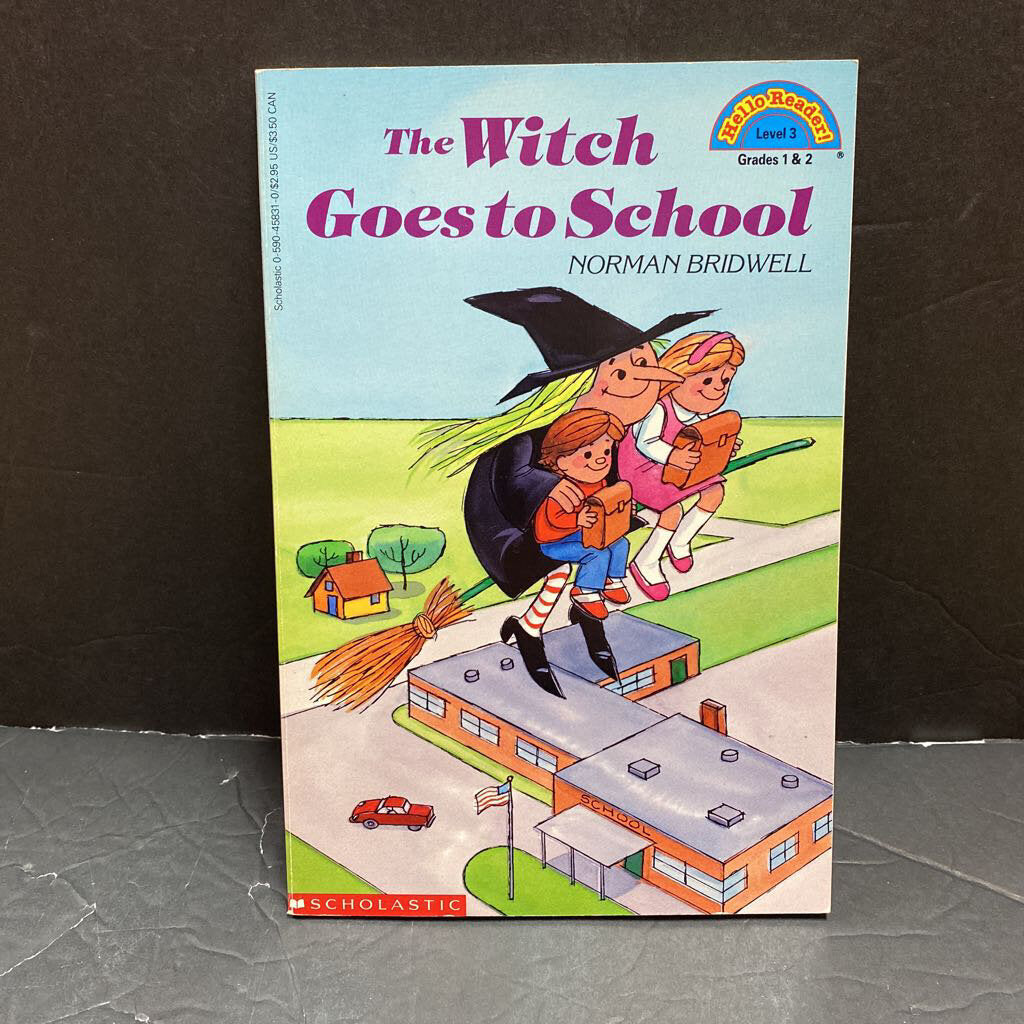 Scholastic 0-590-45831-0/$2.95 US/$3.50 CAN
Hello Reader!
Level 3
Grades 1 & 2
®
The Witch
Goes to School
NORMAN BRIDWELL
SCHOOL
SCHOLASTIC